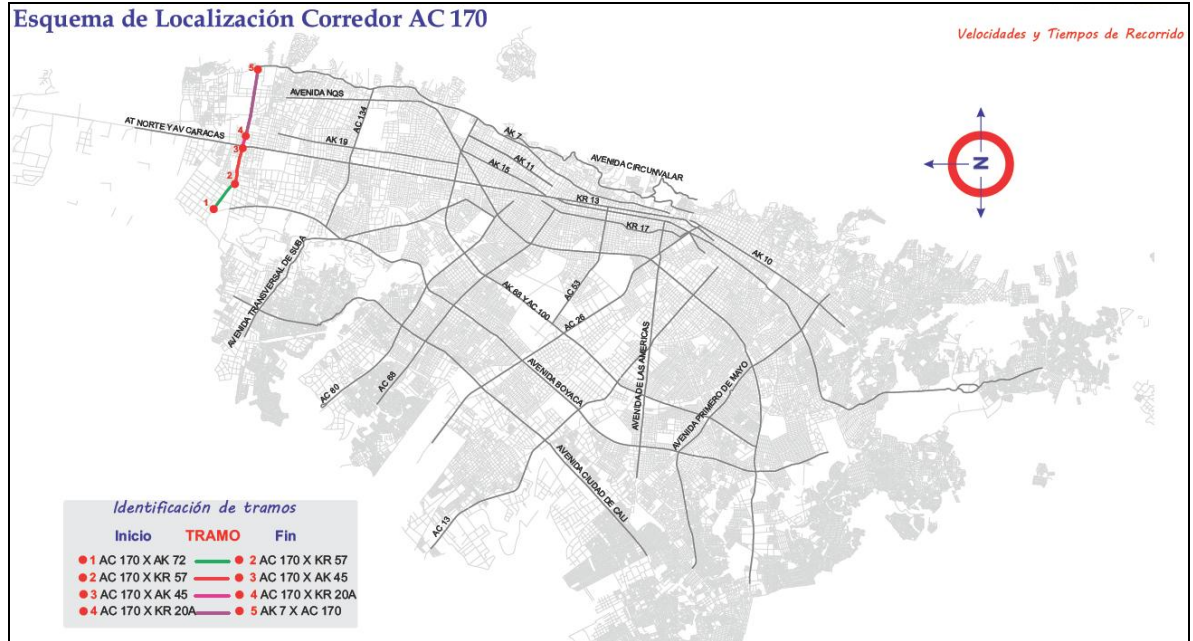 Esquema de Localización Corredor AC 170
Velocidades y Tiempos de Recorrido
5
AVENIDA NQS
AC 134
AT NORTE Y AV CARACAS
4
AK 19
AK 7
3
AK 11
AVENIDA CIRCUNVALAR
AK 15
N
2
1
KR 13
KR 17
AK 10
AVENIDA TRANSVERSAL DE SUBA
AK 68 Y AC 100
AC 53
AC 26
AVENIDA DE LAS AMERICAS
AVENIDA BOYACA
AVENIDA PRIMERO DE MAYO
AC 80
AC 68
AVENIDA CIUDAD DE CALI
AC 13
Identificación de tramos
Inicio TRAMO Fin
1 AC 170 X AK 72 2 AC 170 X KR 57
2 AC 170 X KR 57 3 AC 170 X AK 45
3 AC 170 X AK 45 4 AC 170 X KR 20A
4 AC 170 X KR 20A 5 AK 7 X AC 170